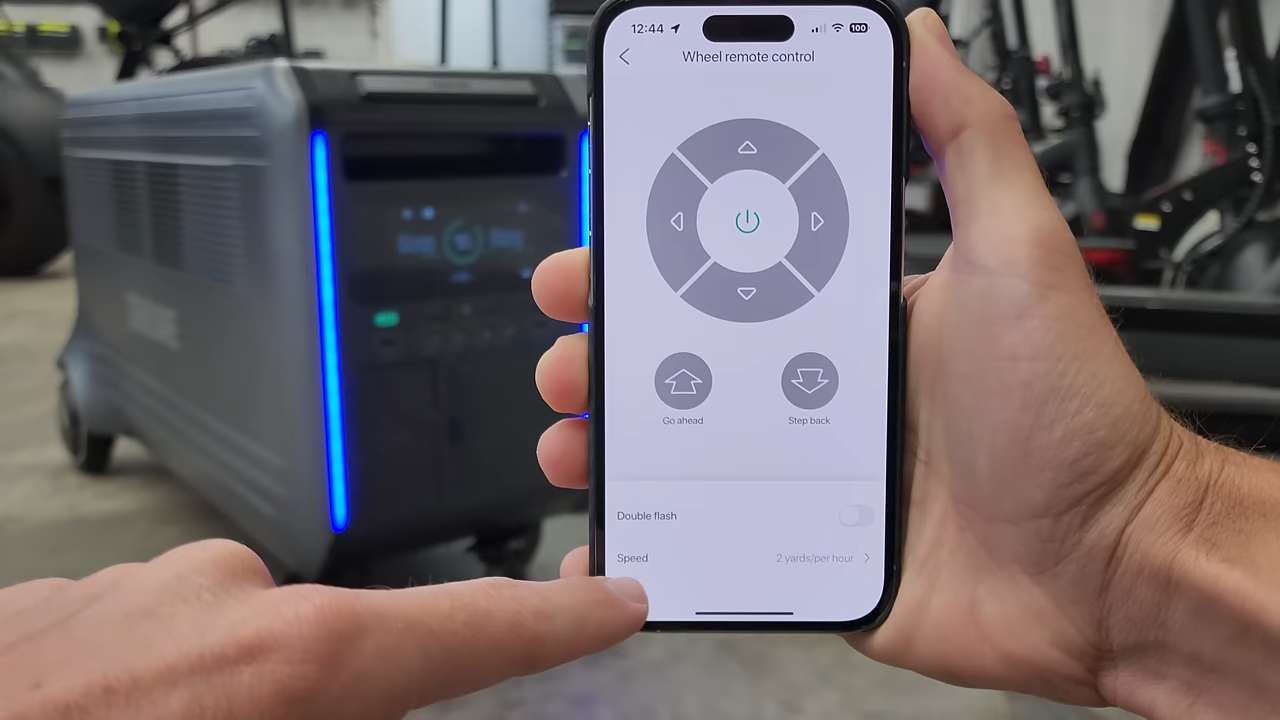 12:44
100
Wheel remote control
Go ahead
Step back
Double flash
Speed
2 yards/per hour